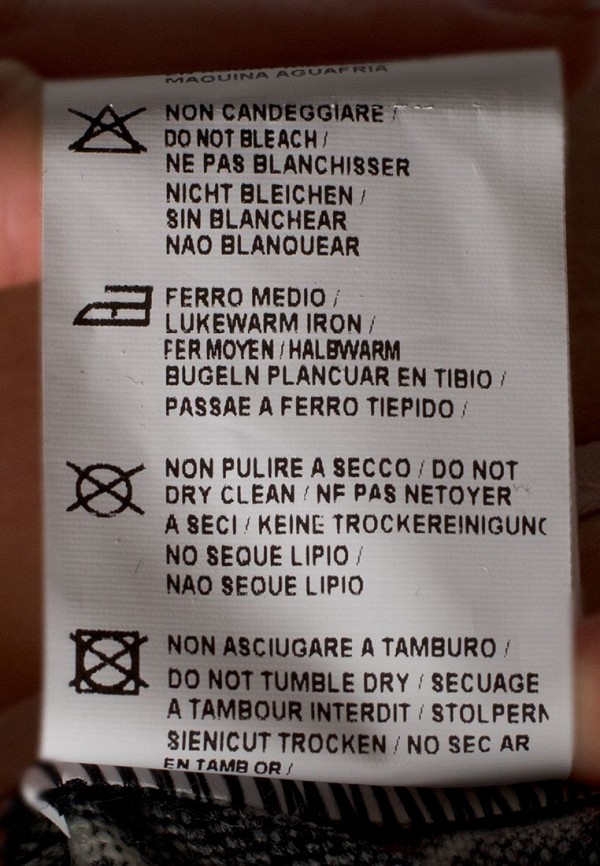 MAQUINA AGUAFRIA
NON CANDEGGIARE /
DO NOT BLEACH /
NE PAS BLANCHISSER
NICHT BLEICHEN /
SIN BLANCHEAR
NAO BLANQUEAR
FERRO MEDIO /
LUKEWARM IRON /
FER MOYEN / HALBWARM
BUGELN PLANCUAR EN TIBIO /
PASSAE A FERRO TIEPIDO /
NON PULIRE A SECCO / DO NOT
DRY CLEAN / NF PAS NETOYER
A SECI / KEINE TROCKEREINIGUNG
NO SEQUE LIPIO /
NAO SEQUE LIPIO
NON ASCIUGARE A TAMBURO /
DO NOT TUMBLE DRY / SECUAGE
A TAMBOUR INTERDIT / STOLPERN
SIENICUT TROCKEN / NO SEC AR
EN TAMB OR /